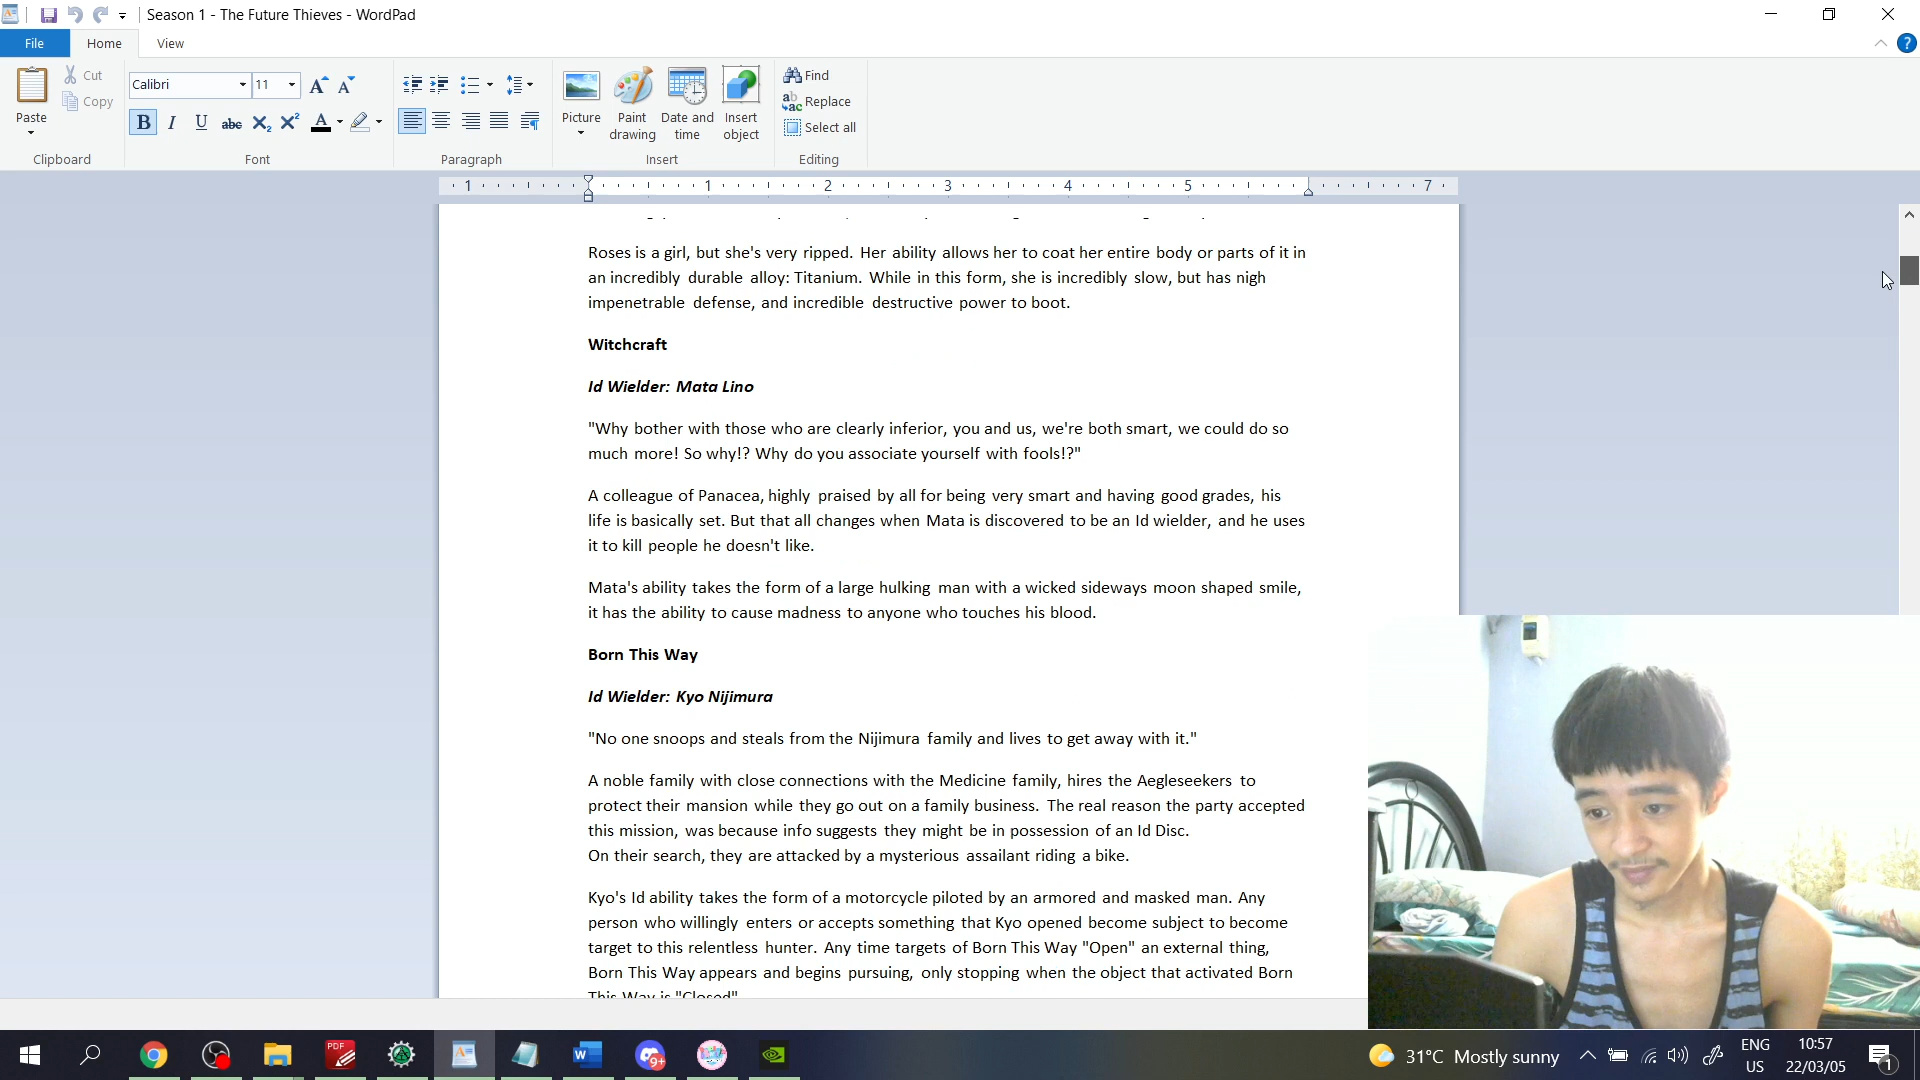 Season 1 - The Future Thieves - WordPad
File Home View
Paste
Cut
Copy
Clipboard
Calibri 11
B I U abc X2 X2 A
Font
Paragraph
Picture
Paint drawing
Date and time
Insert object
Insert
Find
Replace
Select all
Editing
1 1 2 3 4 5 7
Roses is a girl, but she's very ripped. Her ability allows her to coat her entire body or parts of it in
an incredibly durable alloy: Titanium. While in this form, she is incredibly slow, but has nigh
impenetrable defense, and incredible destructive power to boot.
Witchcraft
Id Wielder: Mata Lino
"Why bother with those who are clearly inferior, you and us, we're both smart, we could do so
much more! So why!? Why do you associate yourself with fools!?"
A colleague of Panacea, highly praised by all for being very smart and having good grades, his
life is basically set. But that all changes when Mata is discovered to be an Id wielder, and he uses
it to kill people he doesn't like.
Mata's ability takes the form of a large hulking man with a wicked sideways moon shaped smile,
it has the ability to cause madness to anyone who touches his blood.
Born This Way
Id Wielder: Kyo Nijimura
"No one snoops and steals from the Nijimura family and lives to get away with it."
A noble family with close connections with the Medicine family, hires the Aegleseekers to
protect their mansion while they go out on a family business. The real reason the party accepted
this mission, was because info suggests they might be in possession of an Id Disc.
On their search, they are attacked by a mysterious assailant riding a bike.
Kyo's Id ability takes the form of a motorcycle piloted by an armored and masked man. Any
person who willingly enters or accepts something that Kyo opened become subject to become
target to this relentless hunter. Any time targets of Born This Way "Open" an external thing,
Born This Way appears and begins pursuing, only stopping when the object that activated Born
This Way is "Closed"
PDF
W
9+
31°C Mostly sunny
ENG
US
10:57
22/03/05
1